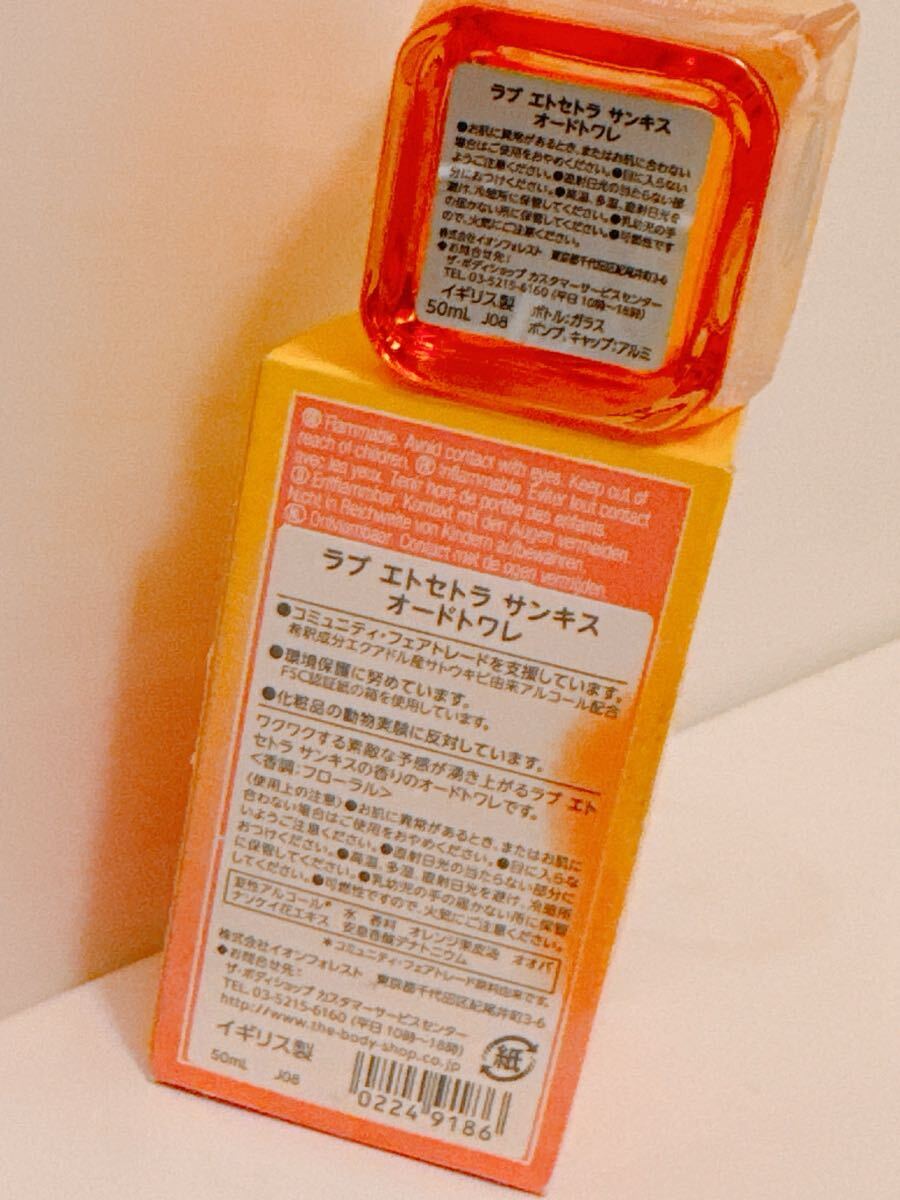 ラブ エトセトラ サンキス
オードトワレ
●お肌に異常があるとき、またはお肌に合わない
場合はご使用をおやめください。●目に入らない
ようご注意ください。●直射日光の当たらない部
分におつけください。●高温、多湿、直射日光を
避け、冷暗所に保管してください。●乳幼児の手
の届かない所に保管してください。●可燃性です
ので、火気にご注意ください。
株式会社イオンフォレスト 東京都千代田区紀尾井町3-6
●お問合せ先:
ザ・ボディショップ カスタマーサービスセンター
TEL 03-5215-6160 (平日 10時~18時)
イギリス製 ボトル:ガラス
50mL J08 ポンプ、キャップ:アルミ
Flammable. Avoid contact with eyes. Keep out of
reach of children. Inflammable. Eviter tout contact
avec les yeux. Tenir hors de portée des enfants.
Entflammbar. Kontakt mit den Augen vermeiden.
Nicht in Reichweite von Kindern aufbewahren.
Ontvlambaar. Contact met de ogen vermijden.
ラブ エトセトラ サンキス
オードトワレ
●コミュニティ・フェアトレードを支援しています。
希釈成分エクアドル産サトウキビ由来アルコール配合
●環境保護に努めています。
FSC認証紙の箱を使用しています。
●化粧品の動物実験に反対しています。
ワクワクする素敵な予感が湧き上がるラブ エト
セトラ サンキスの香りのオードトワレです。
<香調:フローラル>
(使用上の注意)●お肌に異常があるとき、またはお肌に
合わない場合はご使用をおやめください。●目に入らな
いようご注意ください。●直射日光の当たらない部分に
おつけください。●高温、多湿、直射日光を避け、冷暗所
に保管してください。●乳幼児の手の届かない所に保管
してください。●可燃性ですので、火気にご注意ください。
変性アルコール* 水 香料 オレンジ果皮油 オオバ
ナンケイ花エキス 安息香酸デナトニウム
*コミュニティ・フェアトレード原料由来です。
株式会社イオンフォレスト 東京都千代田区紀尾井町3-6
●お問合せ先:
ザ・ボディショップ カスタマーサービスセンター
TEL 03-5215-6160 (平日 10時~18時)
http://www.the-body-shop.co.jp
イギリス製
紙
50mL J08
0224 9186